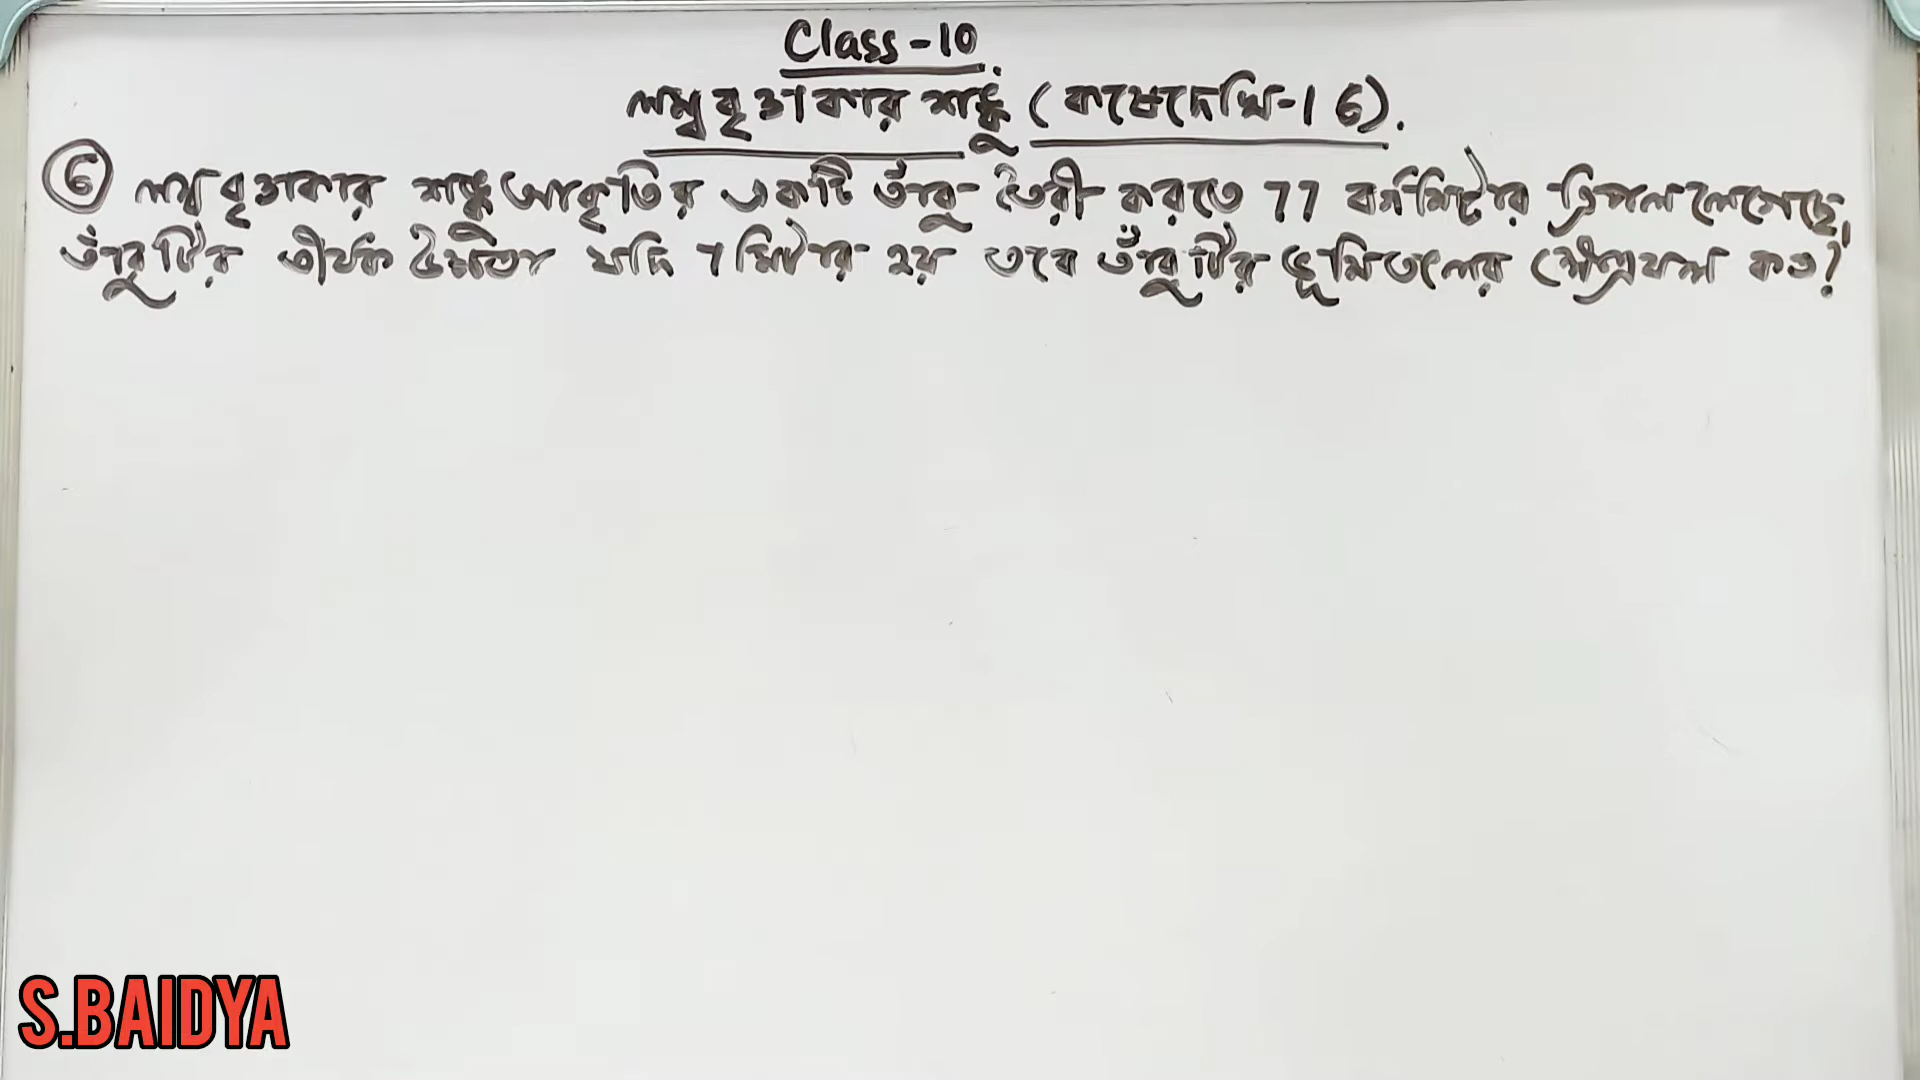 Class-10
লম্ব বৃত্তাকার শঙ্কু (কষে দেখি-16).
6 লম্ব বৃত্তাকার শঙ্কু আকৃতির একটি তাঁবু তৈরী করতে 77 বর্গমিটার ত্রিপল লেগেছে,
তাঁবুটির তীর্যক উচ্চতা যদি 7 মিটার হয় তবে তাঁবুটির ভূমিতলের ক্ষেত্রফল কত?
S.BAIDYA